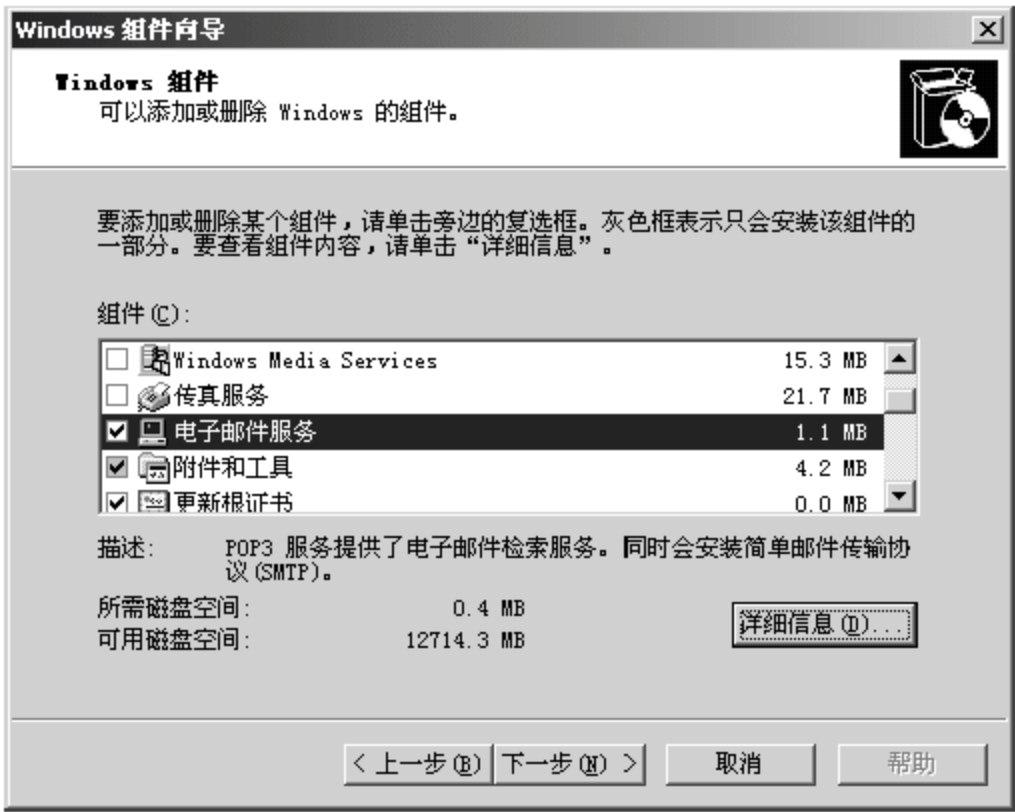 Windows 组件向导
Windows 组件
可以添加或删除 Windows 的组件。
要添加或删除某个组件，请单击旁边的复选框。灰色框表示只会安装该组件的
一部分。要查看组件内容，请单击“详细信息”。
组件(C):
Windows Media Services 15.3 MB
传真服务 21.7 MB
电子邮件服务 1.1 MB
附件和工具 4.2 MB
更新根证书 0.0 MB
描述: POP3 服务提供了电子邮件检索服务。同时会安装简单邮件传输协
议(SMTP)。
所需磁盘空间: 0.4 MB
可用磁盘空间: 12714.3 MB
详细信息(D)...
< 上一步(B) 下一步(N) > 取消 帮助